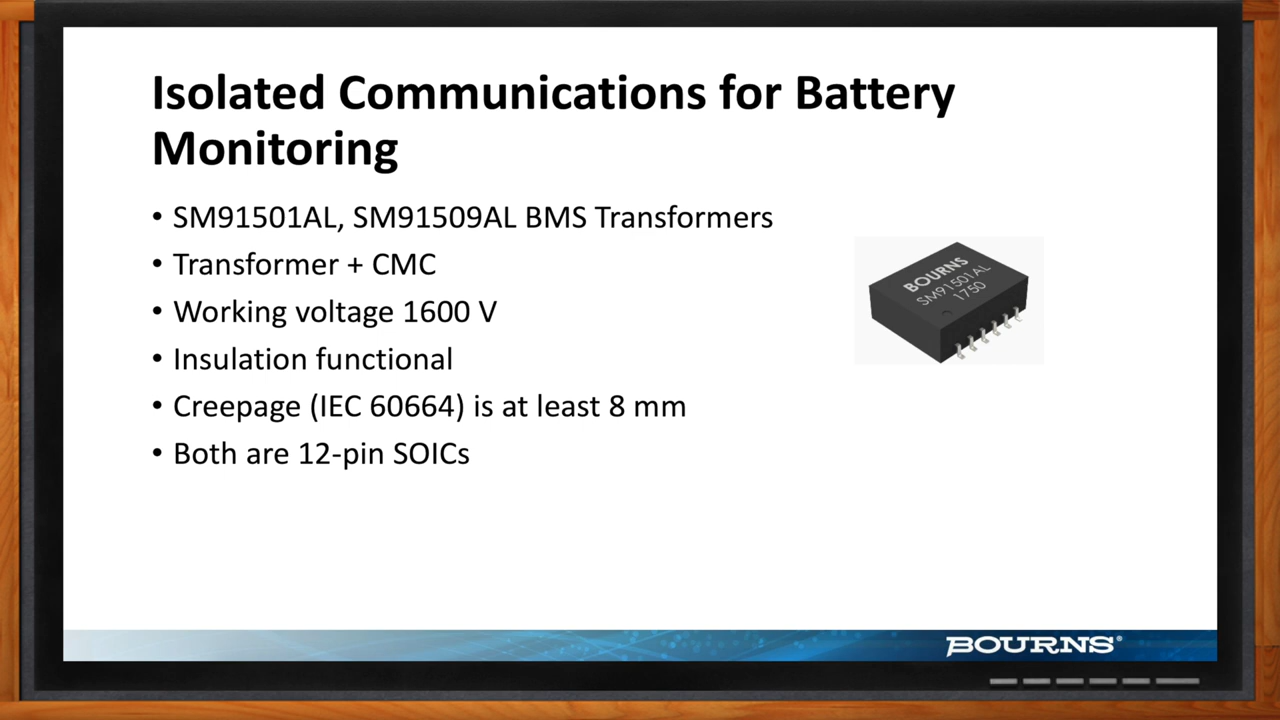 Isolated Communications for Battery
Monitoring
• SM91501AL, SM91509AL BMS Transformers
• Transformer + CMC
• Working voltage 1600 V
• Insulation functional
• Creepage (IEC 60664) is at least 8 mm
• Both are 12-pin SOICs
BOURNS
SM91501AL
1750
BOURNS®